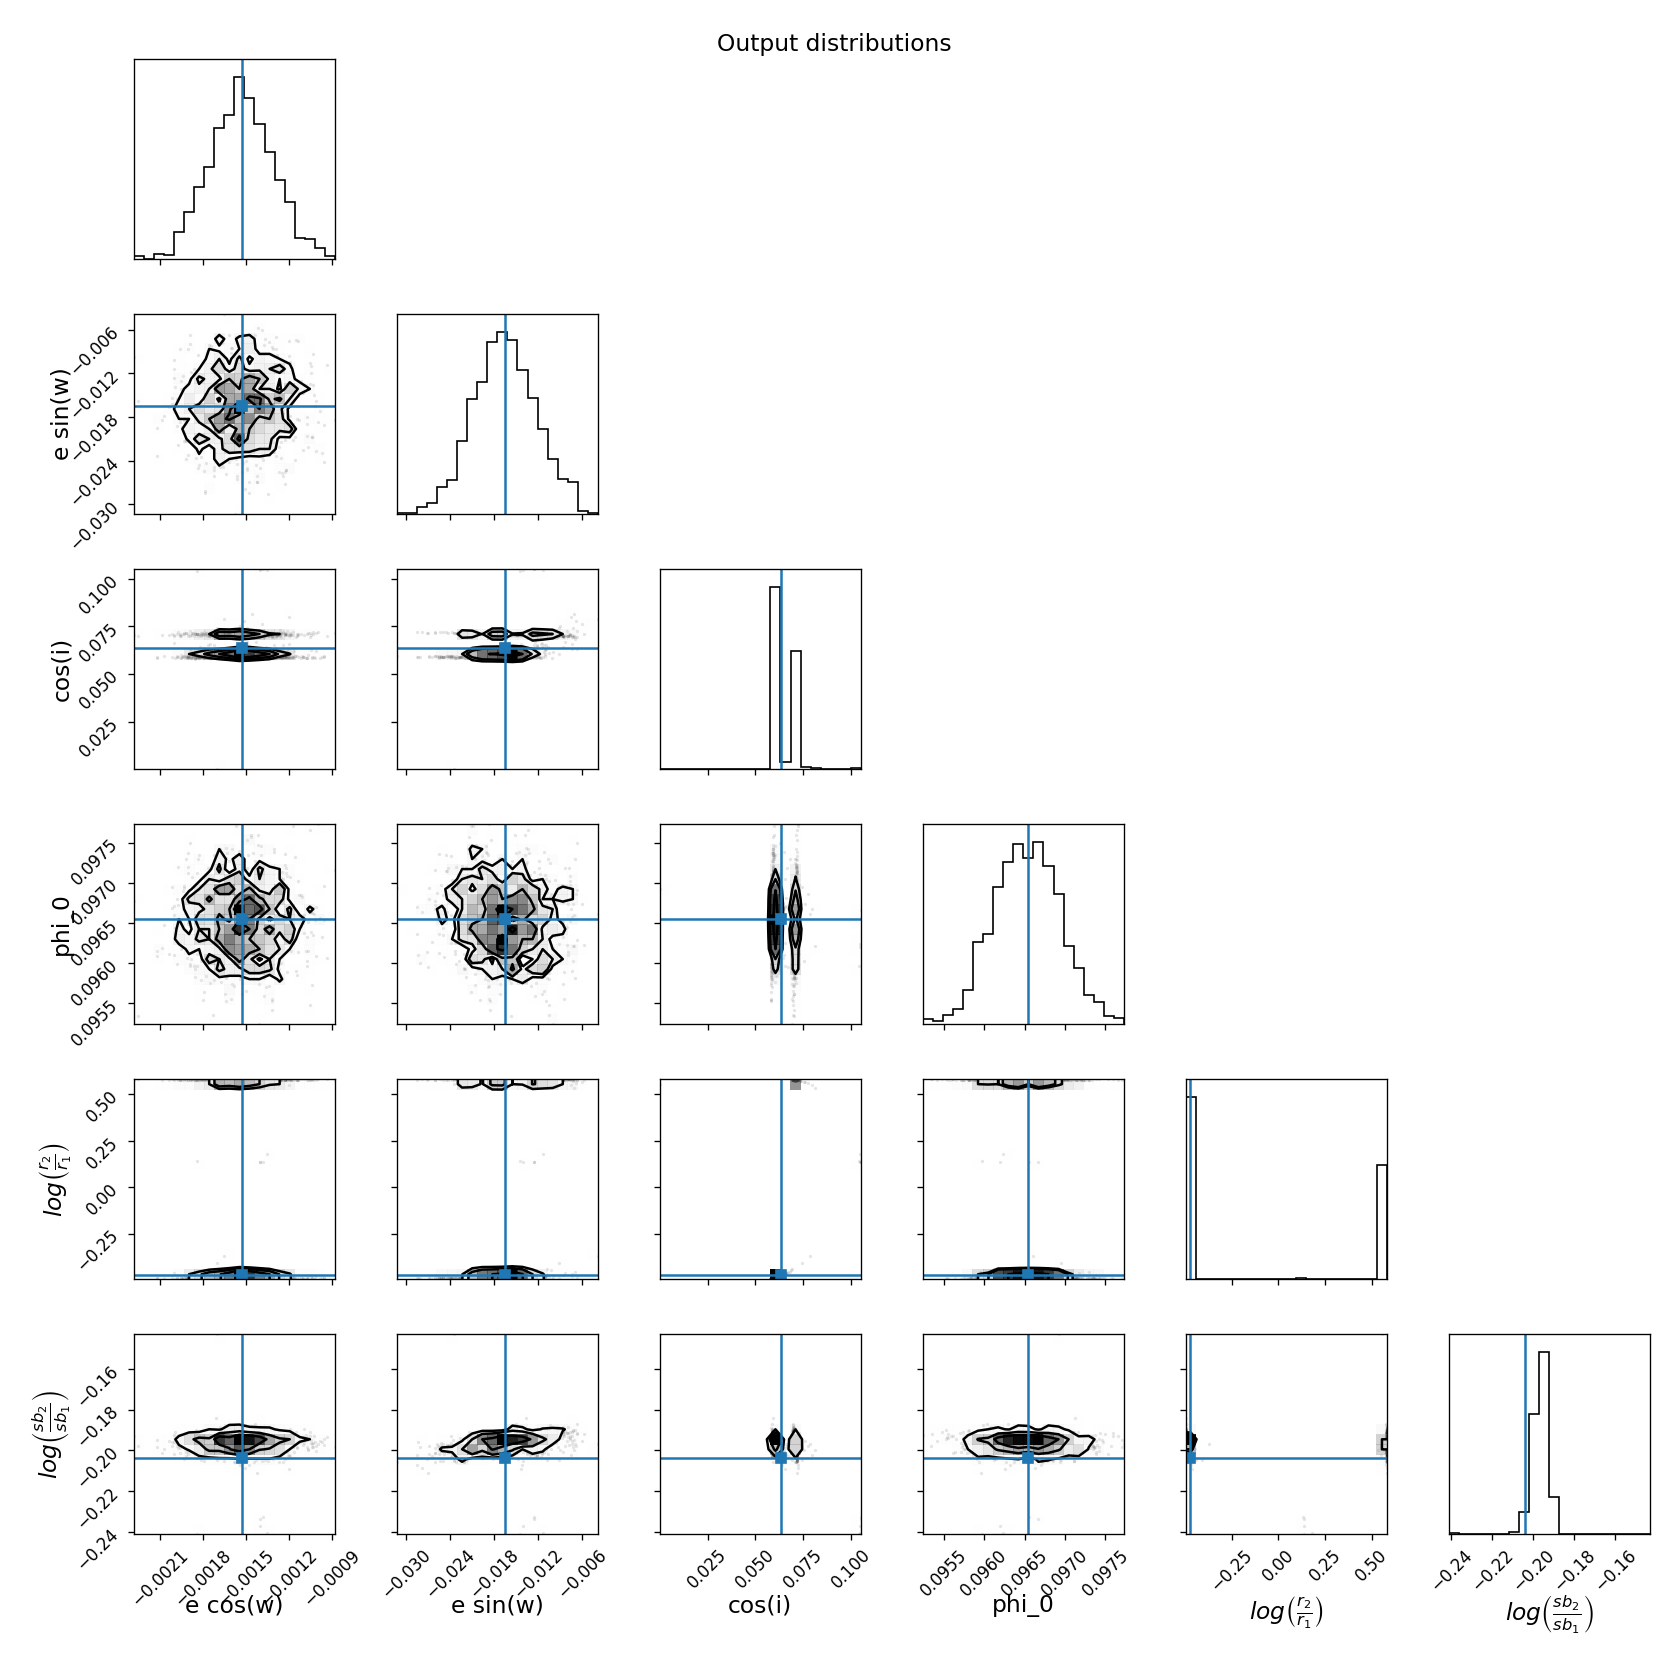 Output distributions
e sin(w)
−0.006
−0.012
−0.018
−0.024
−0.030
cos(i)
0.100
0.075
0.050
0.025
phi_0
0.0975
0.0970
0.0965
0.0960
0.0955
log(r₂/r₁)
0.50
0.25
0.00
−0.25
log(sb₂/sb₁)
−0.16
−0.18
−0.20
−0.22
−0.24
−0.0021 −0.0018 −0.0015 −0.0012 −0.0009
e cos(w)
−0.030 −0.024 −0.018 −0.012 −0.006
e sin(w)
0.025 0.050 0.075 0.100
cos(i)
0.0955 0.0960 0.0965 0.0970 0.0975
phi_0
−0.25 0.00 0.25 0.50
log(r₂/r₁)
−0.24 −0.22 −0.20 −0.18 −0.16
log(sb₂/sb₁)